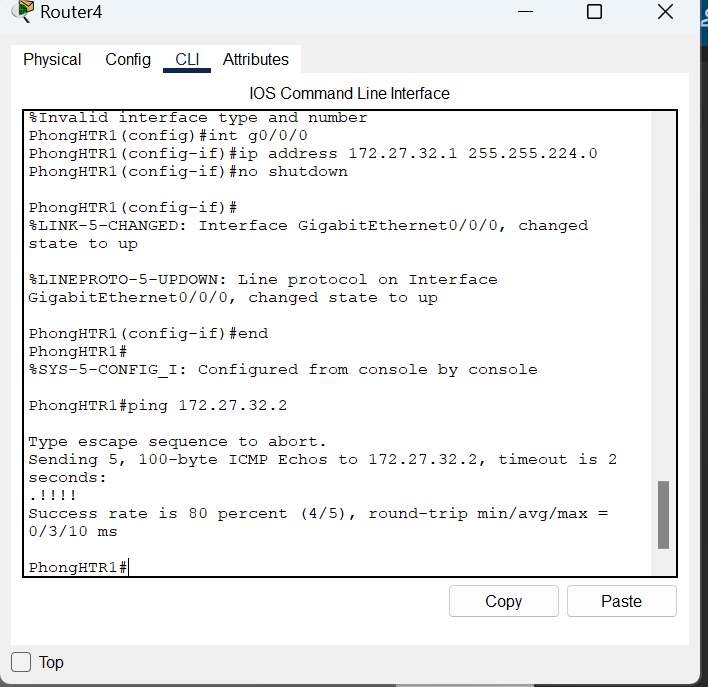 Router4
Physical Config CLI Attributes
IOS Command Line Interface
%Invalid interface type and number
PhongHTR1(config)#int g0/0/0
PhongHTR1(config-if)#ip address 172.27.32.1 255.255.224.0
PhongHTR1(config-if)#no shutdown
PhongHTR1(config-if)#
%LINK-5-CHANGED: Interface GigabitEthernet0/0/0, changed
state to up
%LINEPROTO-5-UPDOWN: Line protocol on Interface
GigabitEthernet0/0/0, changed state to up
PhongHTR1(config-if)#end
PhongHTR1#
%SYS-5-CONFIG_I: Configured from console by console
PhongHTR1#ping 172.27.32.2
Type escape sequence to abort.
Sending 5, 100-byte ICMP Echos to 172.27.32.2, timeout is 2
seconds:
.!!!!
Success rate is 80 percent (4/5), round-trip min/avg/max =
0/3/10 ms
PhongHTR1#
Copy Paste
Top